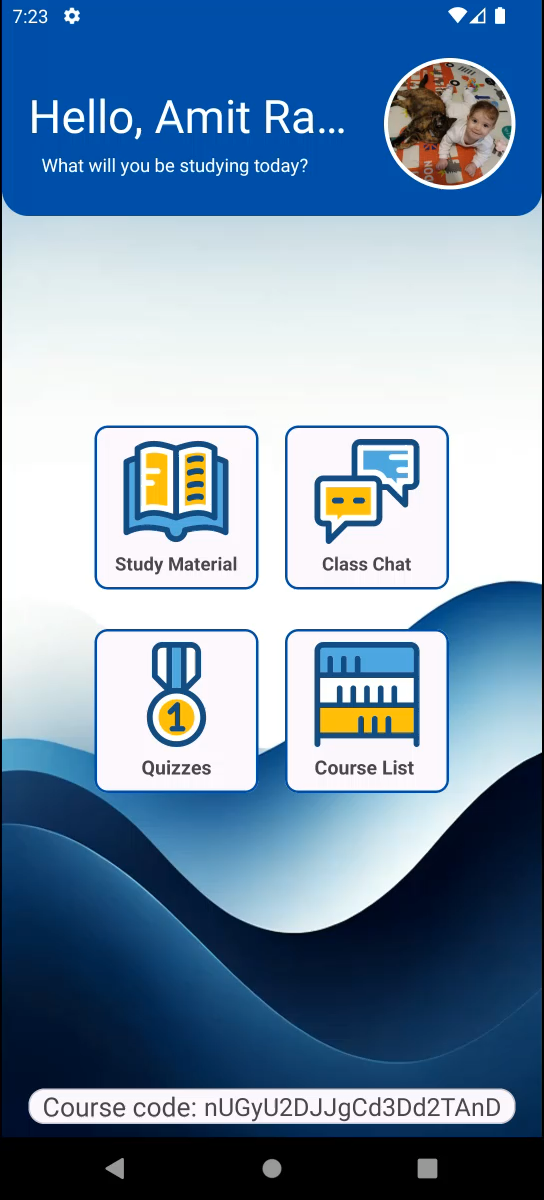 7:23
Hello, Amit Ra...
What will you be studying today?
Study Material
Class Chat
1
Quizzes
Course List
Course code: nUGyU2DJJgCd3Dd2TAnD